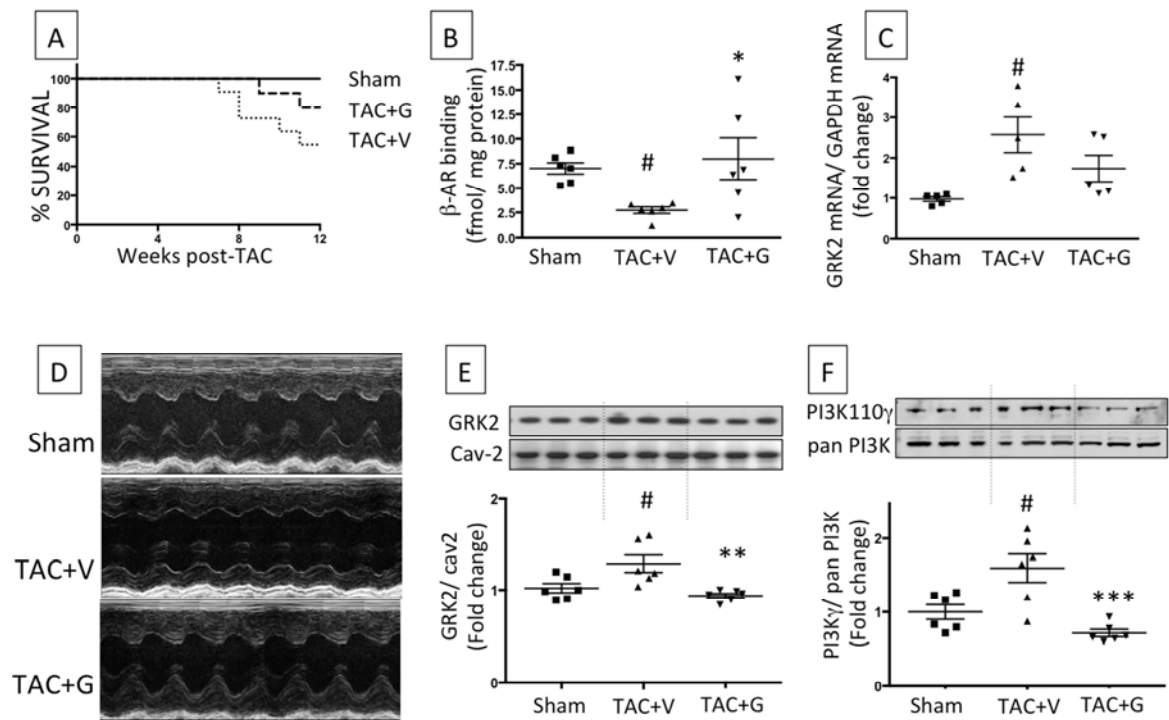 A
% SURVIVAL
100
80
60
40
20
0
0
4
8
12
Weeks post-TAC
Sham
TAC+G
TAC+V
B
β-AR binding
(fmol/ mg protein)
17.5
15.0
12.5
10.0
7.5
5.0
2.5
0.0
#
*
Sham
TAC+V
TAC+G
C
GRK2 mRNA/ GAPDH mRNA
(fold change)
4
3
2
1
0
#
Sham
TAC+V
TAC+G
D
Sham
TAC+V
TAC+G
E
GRK2
Cav-2
GRK2/ cav2
(Fold change)
2
1
0
#
**
Sham
TAC+V
TAC+G
F
PI3K110γ
pan PI3K
PI3Kγ/ pan PI3K
(Fold change)
2
1
0
#
***
Sham
TAC+V
TAC+G